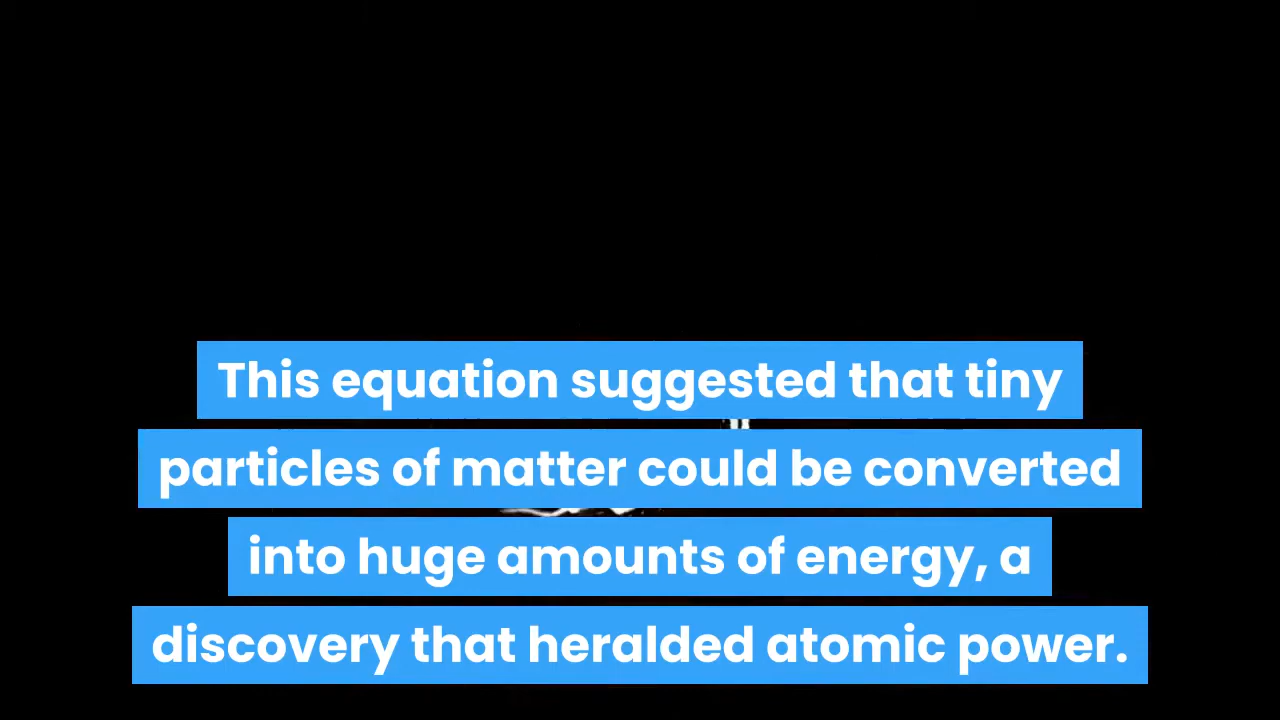 This equation suggested that tiny
particles of matter could be converted
into huge amounts of energy, a
discovery that heralded atomic power.